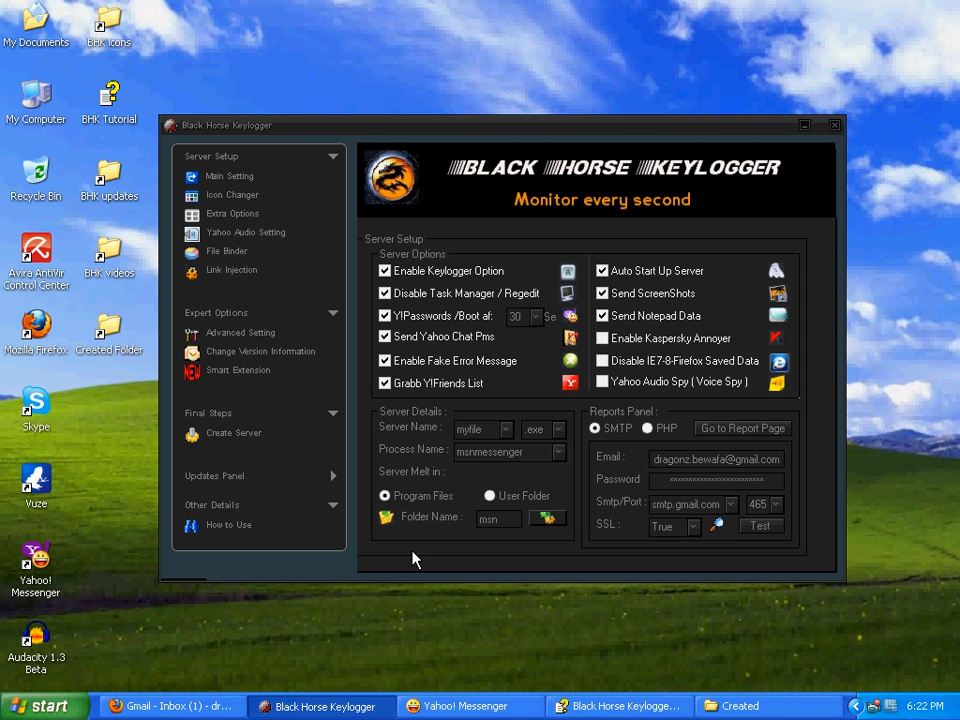 My Documents
BHK Icons
My Computer
BHK Tutorial
Recycle Bin
BHK updates
Avira AntiVir
Control Center
BHK videos
Mozilla Firefox
Created Folder
Skype
Vuze
Yahoo!
Messenger
Audacity 1.3
Beta
Black Horse Keylogger
Server Setup
Main Setting
Icon Changer
Extra Options
Yahoo Audio Setting
File Binder
Link Injection
Expert Options
Advanced Setting
Change Version Information
NEW
Smart Extension
Final Steps
Create Server
Updates Panel
Other Details
How to Use
BLACK HORSE KEYLOGGER
Monitor every second
Server Setup
Server Options
Enable Keylogger Option
Disable Task Manager / Regedit
Y!Passwords /Boot af: 30 Se
Send Yahoo Chat Pms
Enable Fake Error Message
Grabb Y!Friends List
Auto Start Up Server
Send ScreenShots
Send Notepad Data
Enable Kaspersky Annoyer
Disable IE7-8-Firefox Saved Data
Yahoo Audio Spy ( Voice Spy )
Server Details :
Server Name : myfile .exe
Process Name : msnmessenger
Server Melt in :
Program Files User Folder
Folder Name : msn
Reports Panel :
SMTP PHP Go to Report Page
Email : dragonz.bewafa@gmail.com
Password
Smtp/Port : smtp.gmail.com 465
SSL : True Test
start
Gmail - Inbox (1) - dr...
Black Horse Keylogger
Yahoo! Messenger
Black Horse Keylogge...
Created
6:22 PM